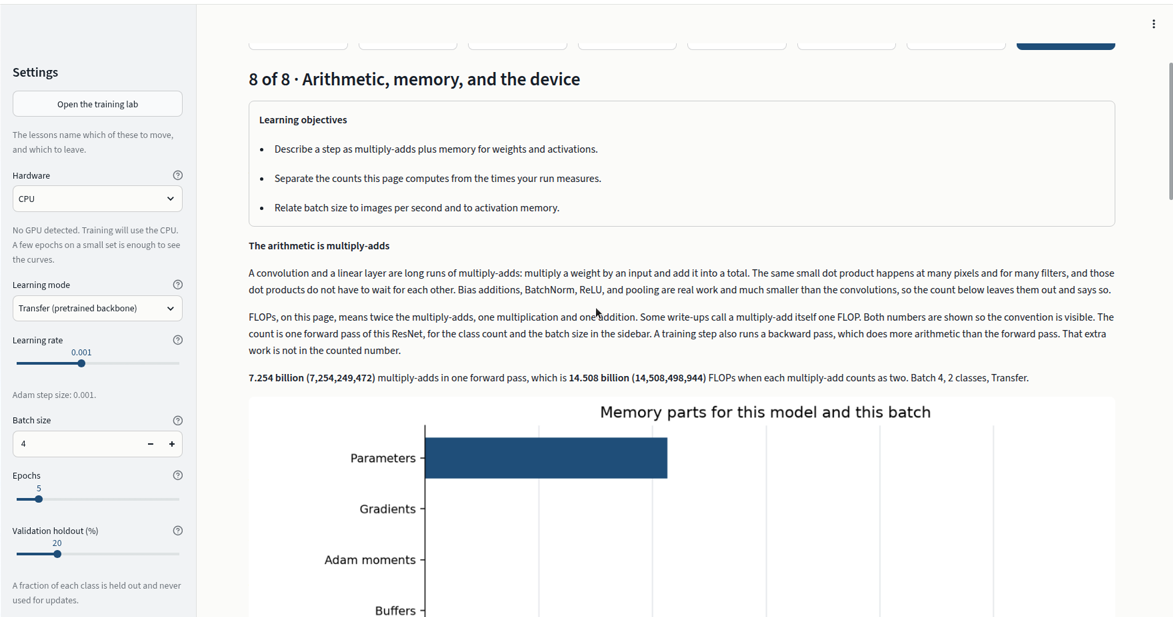 Settings
Open the training lab
The lessons name which of these to move,
and which to leave.
Hardware
CPU
No GPU detected. Training will use the CPU.
A few epochs on a small set is enough to see
the curves.
Learning mode
Transfer (pretrained backbone)
Learning rate
0.001
Adam step size: 0.001.
Batch size
4
Epochs
5
Validation holdout (%)
20
A fraction of each class is held out and never
used for updates.
8 of 8 · Arithmetic, memory, and the device
Learning objectives
• Describe a step as multiply-adds plus memory for weights and activations.
• Separate the counts this page computes from the times your run measures.
• Relate batch size to images per second and to activation memory.
The arithmetic is multiply-adds
A convolution and a linear layer are long runs of multiply-adds: multiply a weight by an input and add it into a total. The same small dot product happens at many pixels and for many filters, and those
dot products do not have to wait for each other. Bias additions, BatchNorm, ReLU, and pooling are real work and much smaller than the convolutions, so the count below leaves them out and says so.
FLOPs, on this page, means twice the multiply-adds, one multiplication and one addition. Some write-ups call a multiply-add itself one FLOP. Both numbers are shown so the convention is visible. The
count is one forward pass of this ResNet, for the class count and the batch size in the sidebar. A training step also runs a backward pass, which does more arithmetic than the forward pass. That extra
work is not in the counted number.
7.254 billion (7,254,249,472) multiply-adds in one forward pass, which is 14.508 billion (14,508,498,944) FLOPs when each multiply-add counts as two. Batch 4, 2 classes, Transfer.
Memory parts for this model and this batch
Parameters
Gradients
Adam moments
Buffers